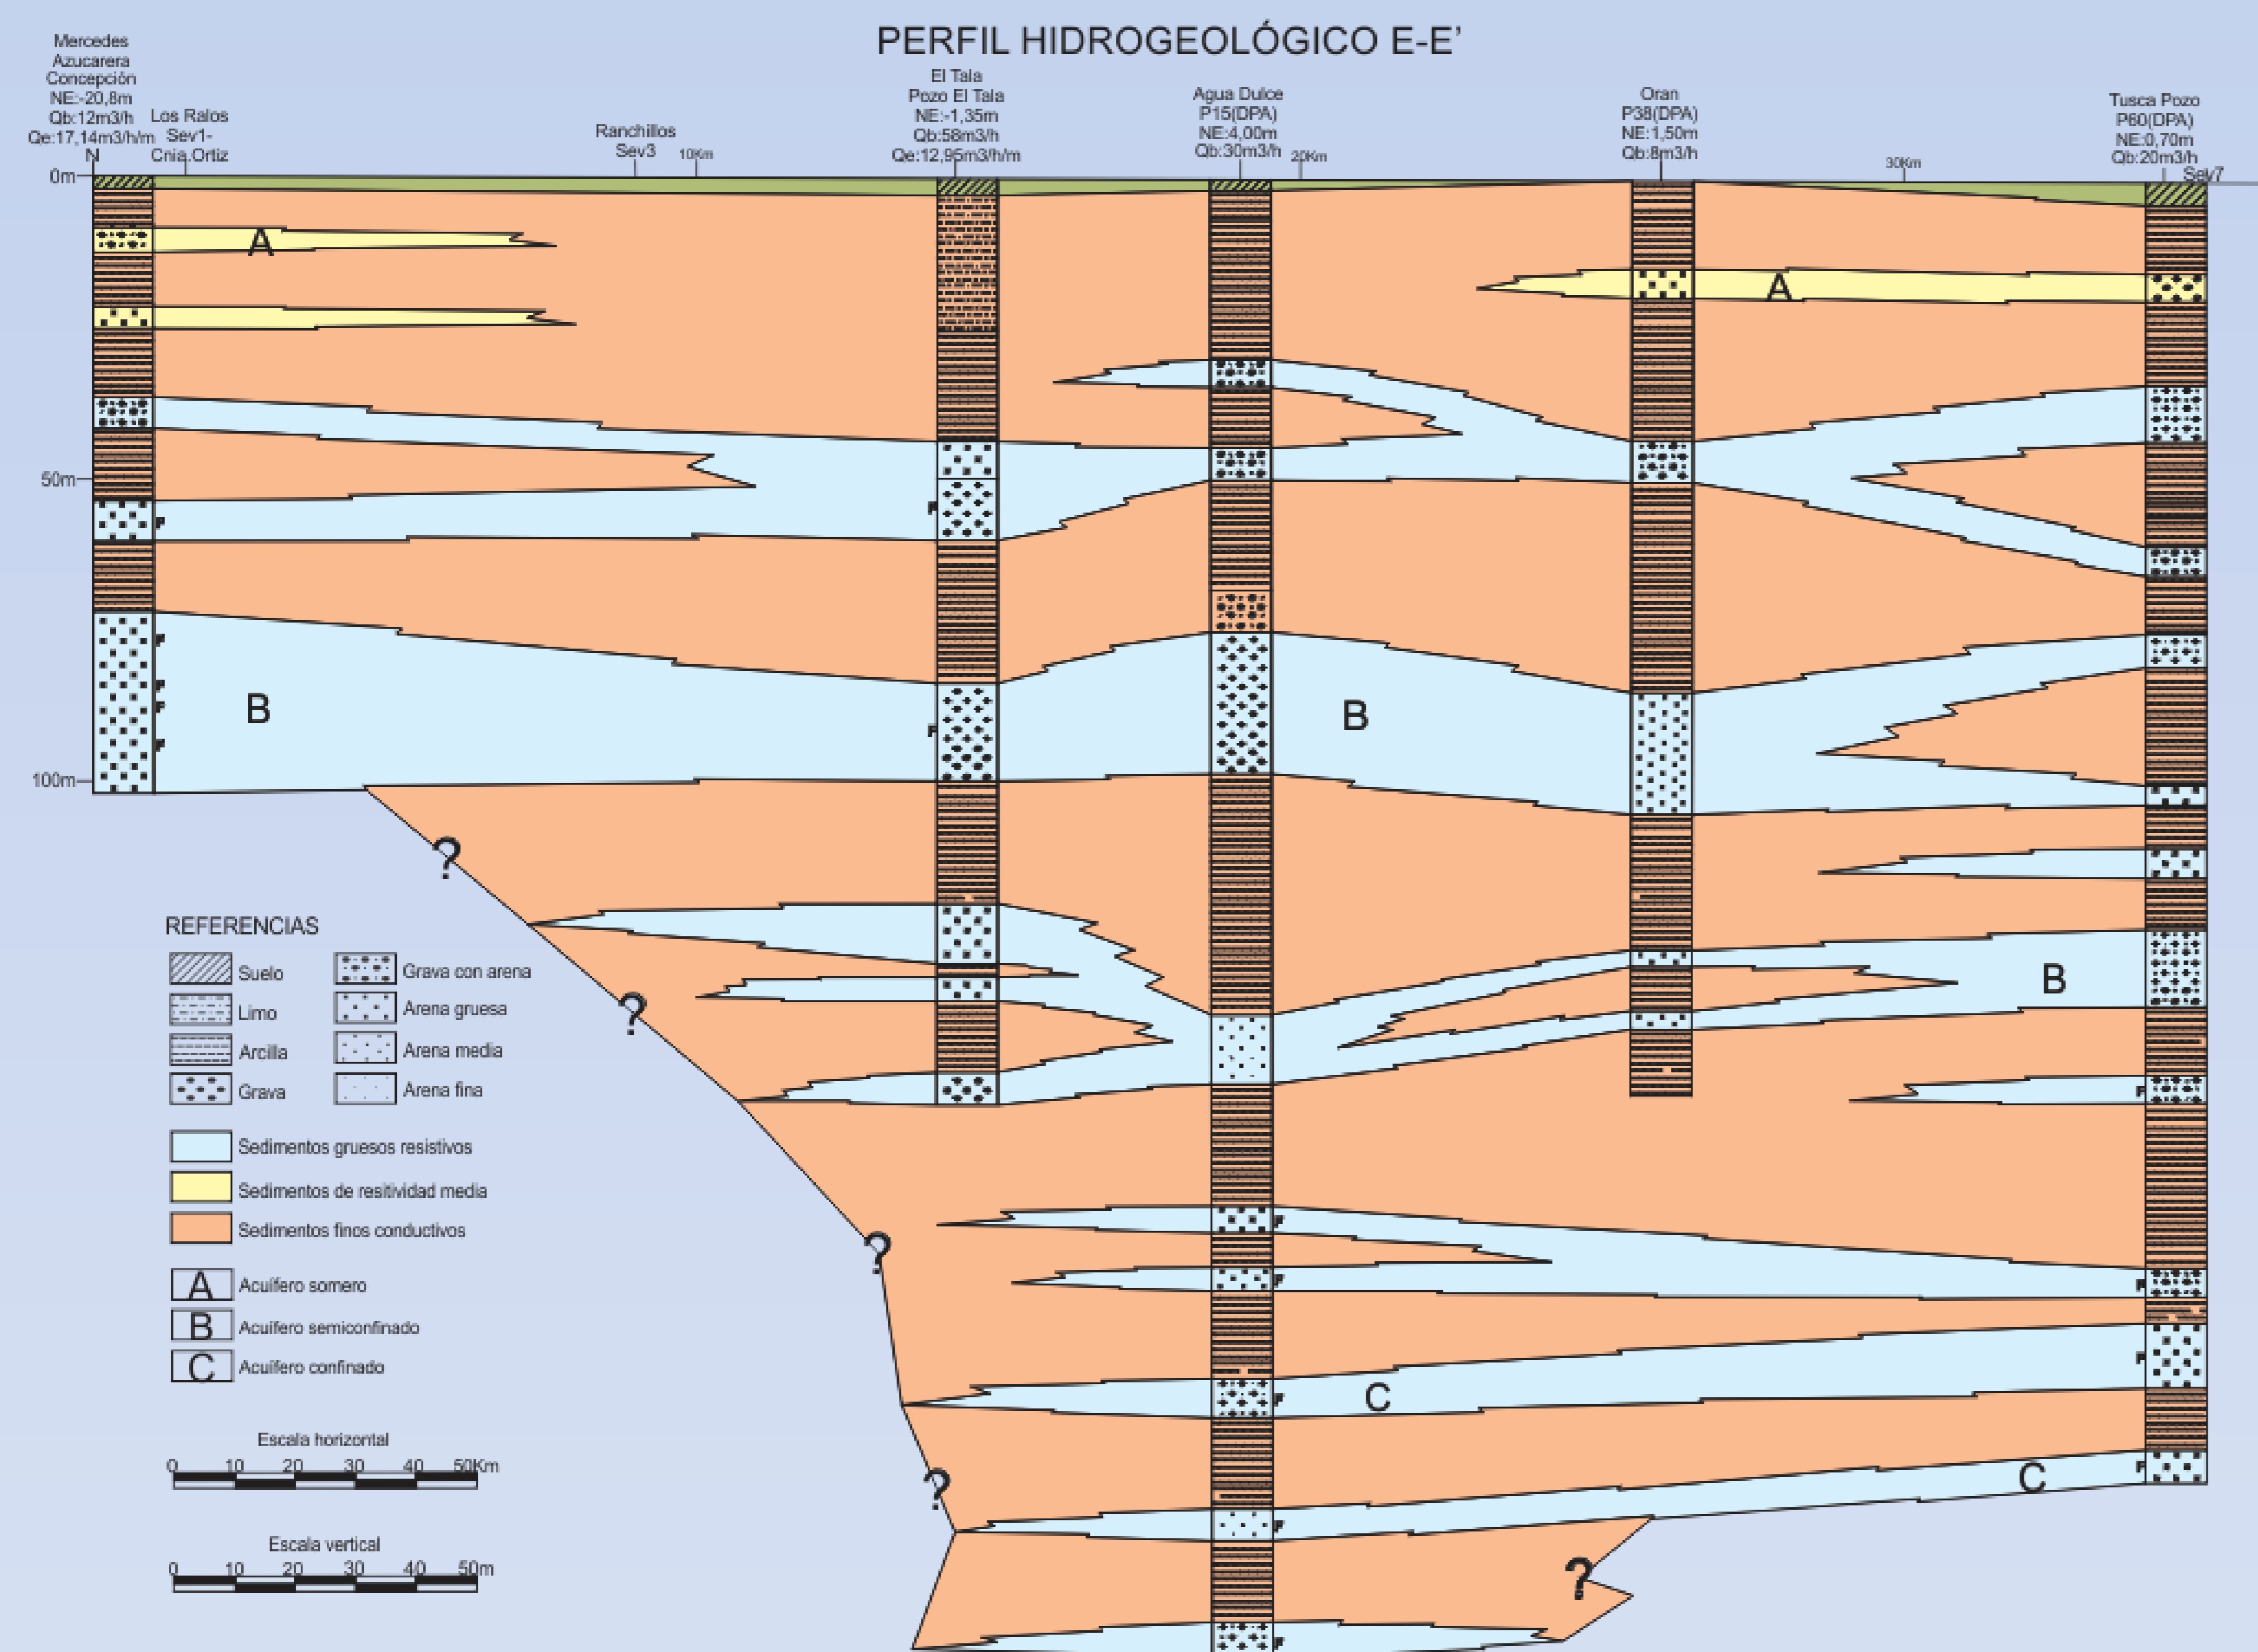 PERFIL HIDROGEOLÓGICO E-E'
Mercedes
Azucarera
Concepción
NE:-20,8m
Qb:12m3/h
Qe:17,14m3/h/m
N
Los Ralos
Sev1-
Cnia.Ortiz
Ranchillos
Sev3
10Km
El Tala
Pozo El Tala
NE:-1,35m
Qb:58m3/h
Qe:12,95m3/h/m
Agua Dulce
P15(DPA)
NE:4,00m
Qb:30m3/h
20Km
Oran
P38(DPA)
NE:1,50m
Qb:8m3/h
30Km
Tusca Pozo
P60(DPA)
NE:0,70m
Qb:20m3/h
Sev7
0m
A
A
50m
B
B
100m
?
B
?
?
C
?
C
?
REFERENCIAS
Suelo
Grava con arena
Limo
Arena gruesa
Arcilla
Arena media
Grava
Arena fina
Sedimentos gruesos resistivos
Sedimentos de resitividad media
Sedimentos finos conductivos
A Acuífero somero
B Acuífero semiconfinado
C Acuífero confinado
Escala horizontal
0 10 20 30 40 50Km
Escala vertical
0 10 20 30 40 50m